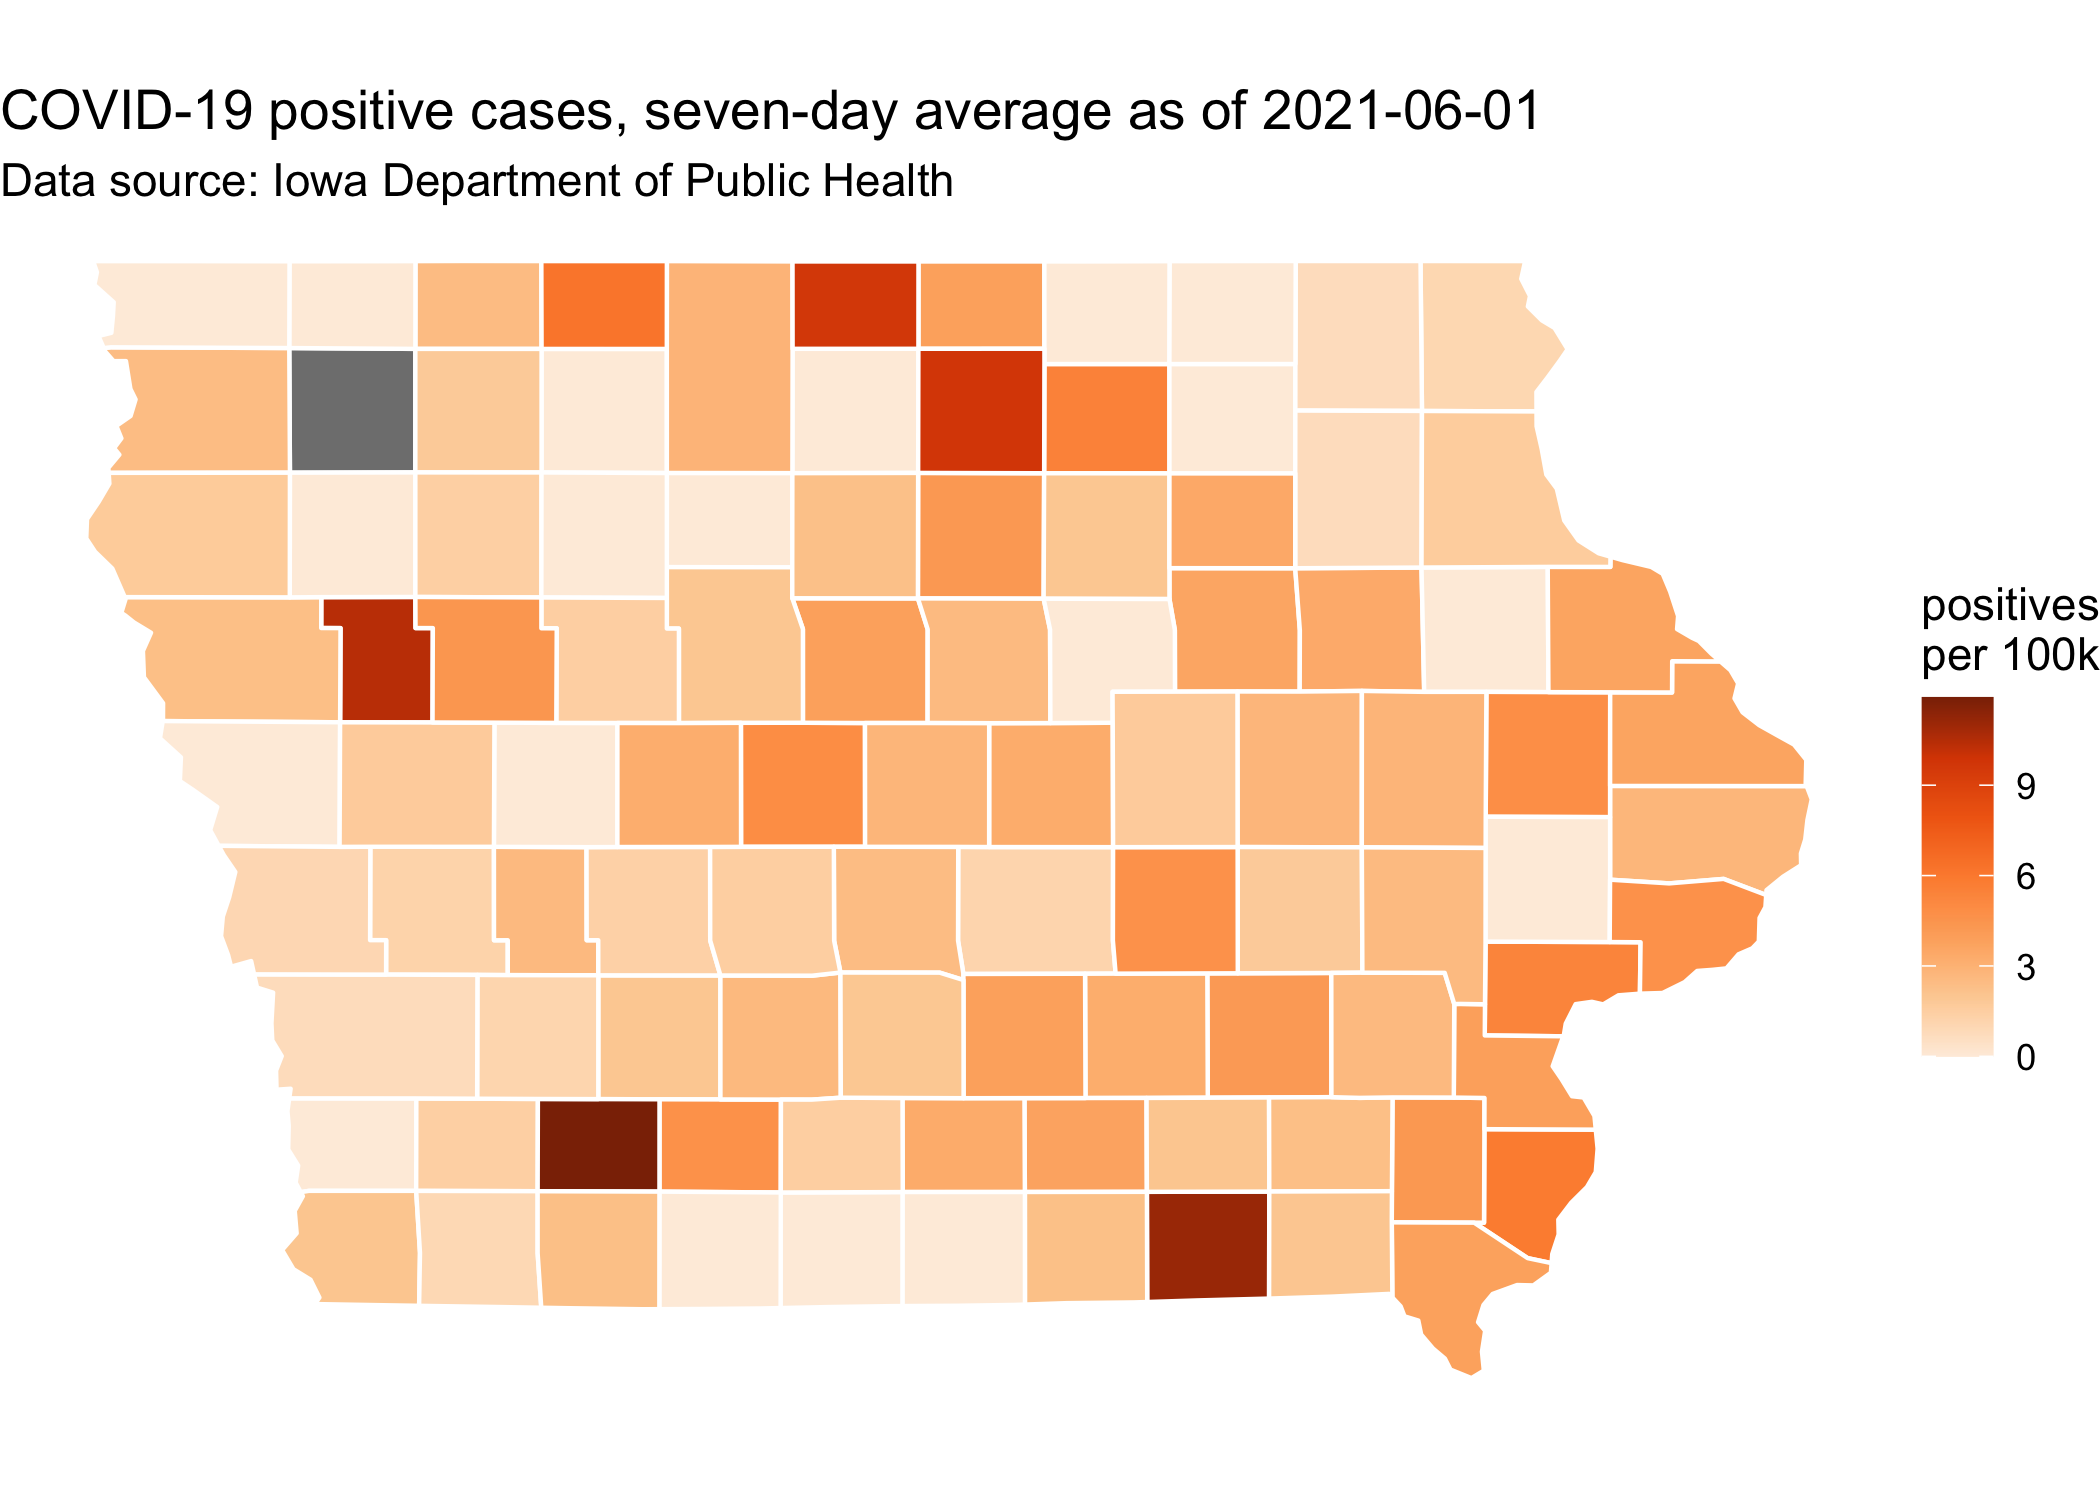 COVID-19 positive cases, seven-day average as of 2021-06-01
Data source: Iowa Department of Public Health
positives
per 100k
9
6
3
0